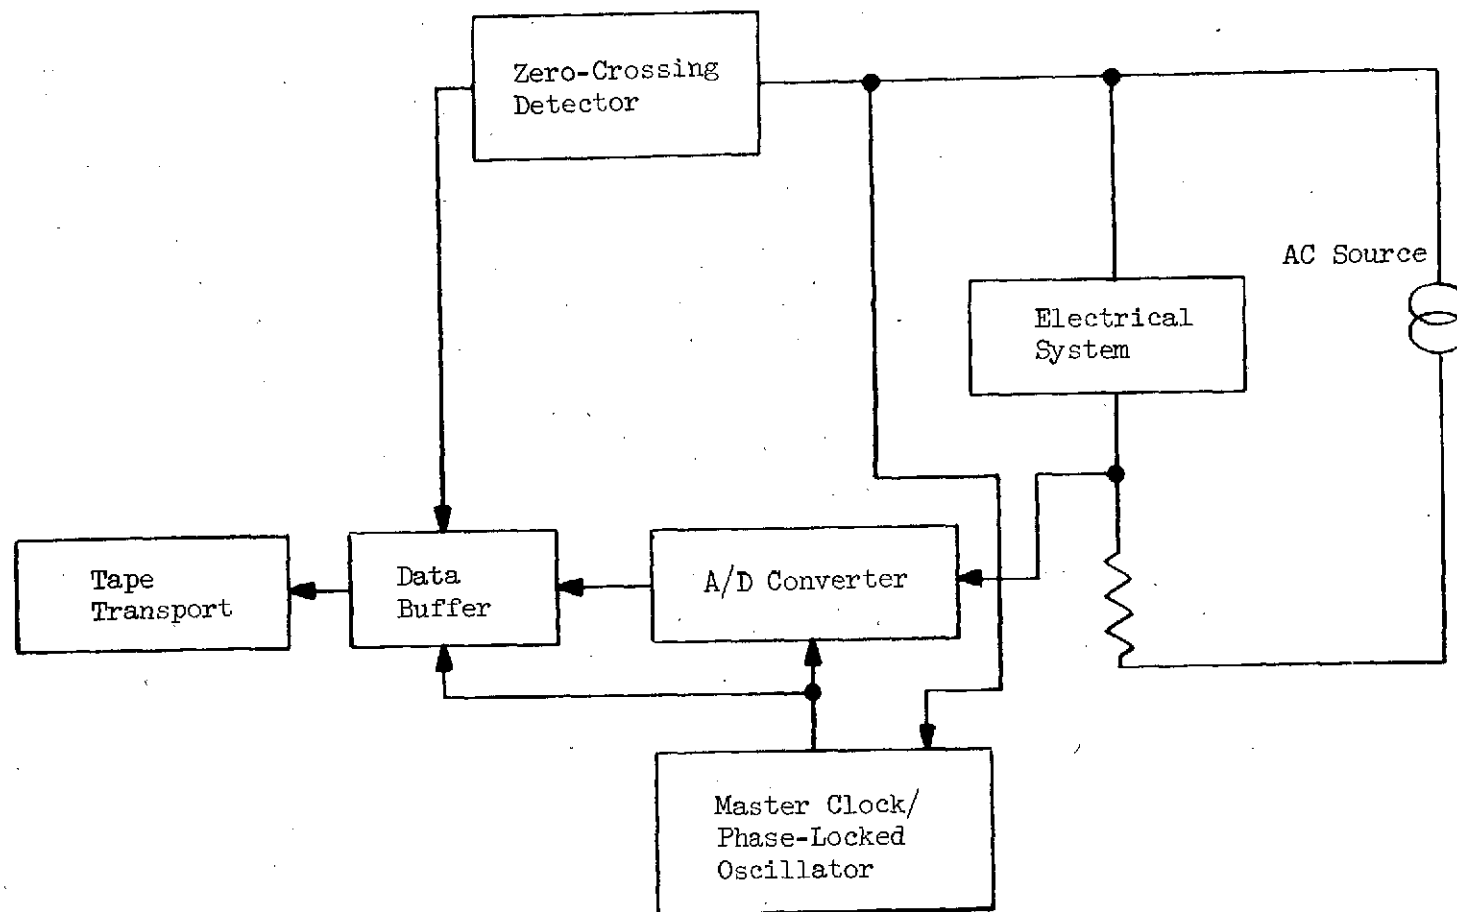 Zero-Crossing
Detector
AC Source
Electrical
System
Tape
Transport
Data
Buffer
A/D Converter
Master Clock/
Phase-Locked
Oscillator